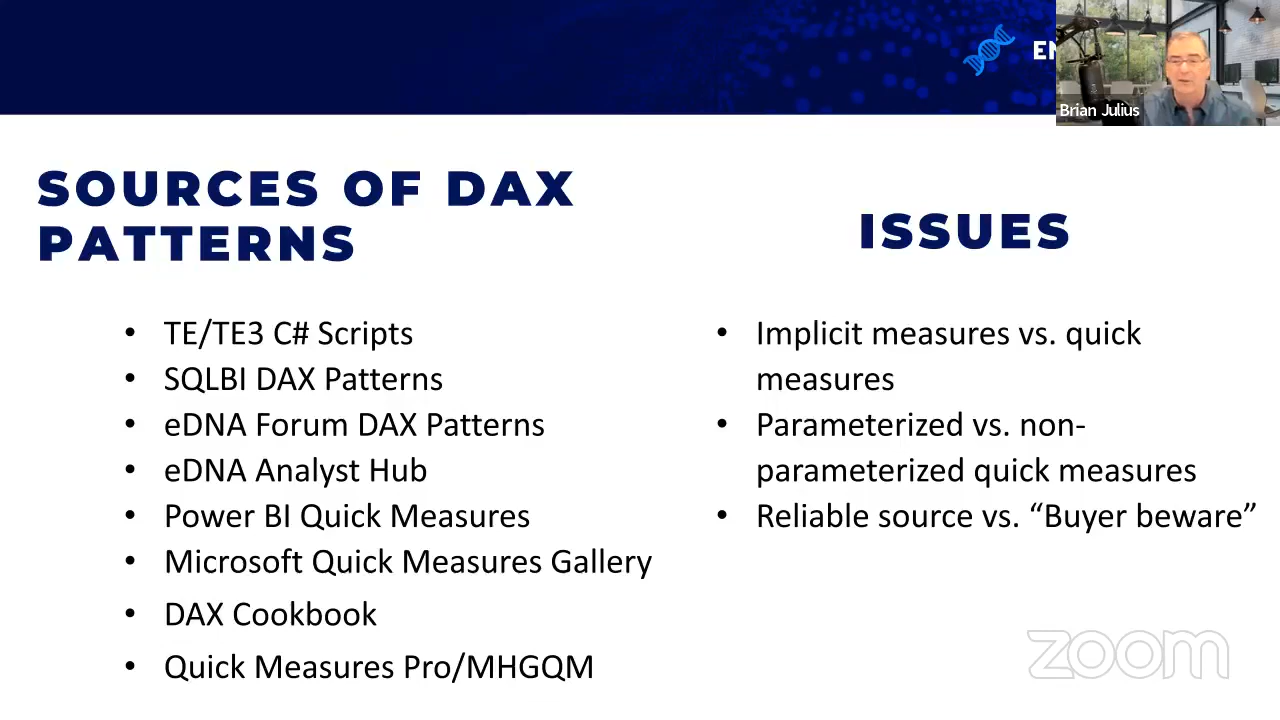 EN
Brian Julius
SOURCES OF DAX
PATTERNS
• TE/TE3 C# Scripts
• SQLBI DAX Patterns
• eDNA Forum DAX Patterns
• eDNA Analyst Hub
• Power BI Quick Measures
• Microsoft Quick Measures Gallery
• DAX Cookbook
• Quick Measures Pro/MHGQM
ISSUES
• Implicit measures vs. quick
measures
• Parameterized vs. non-
parameterized quick measures
• Reliable source vs. “Buyer beware”
zoom